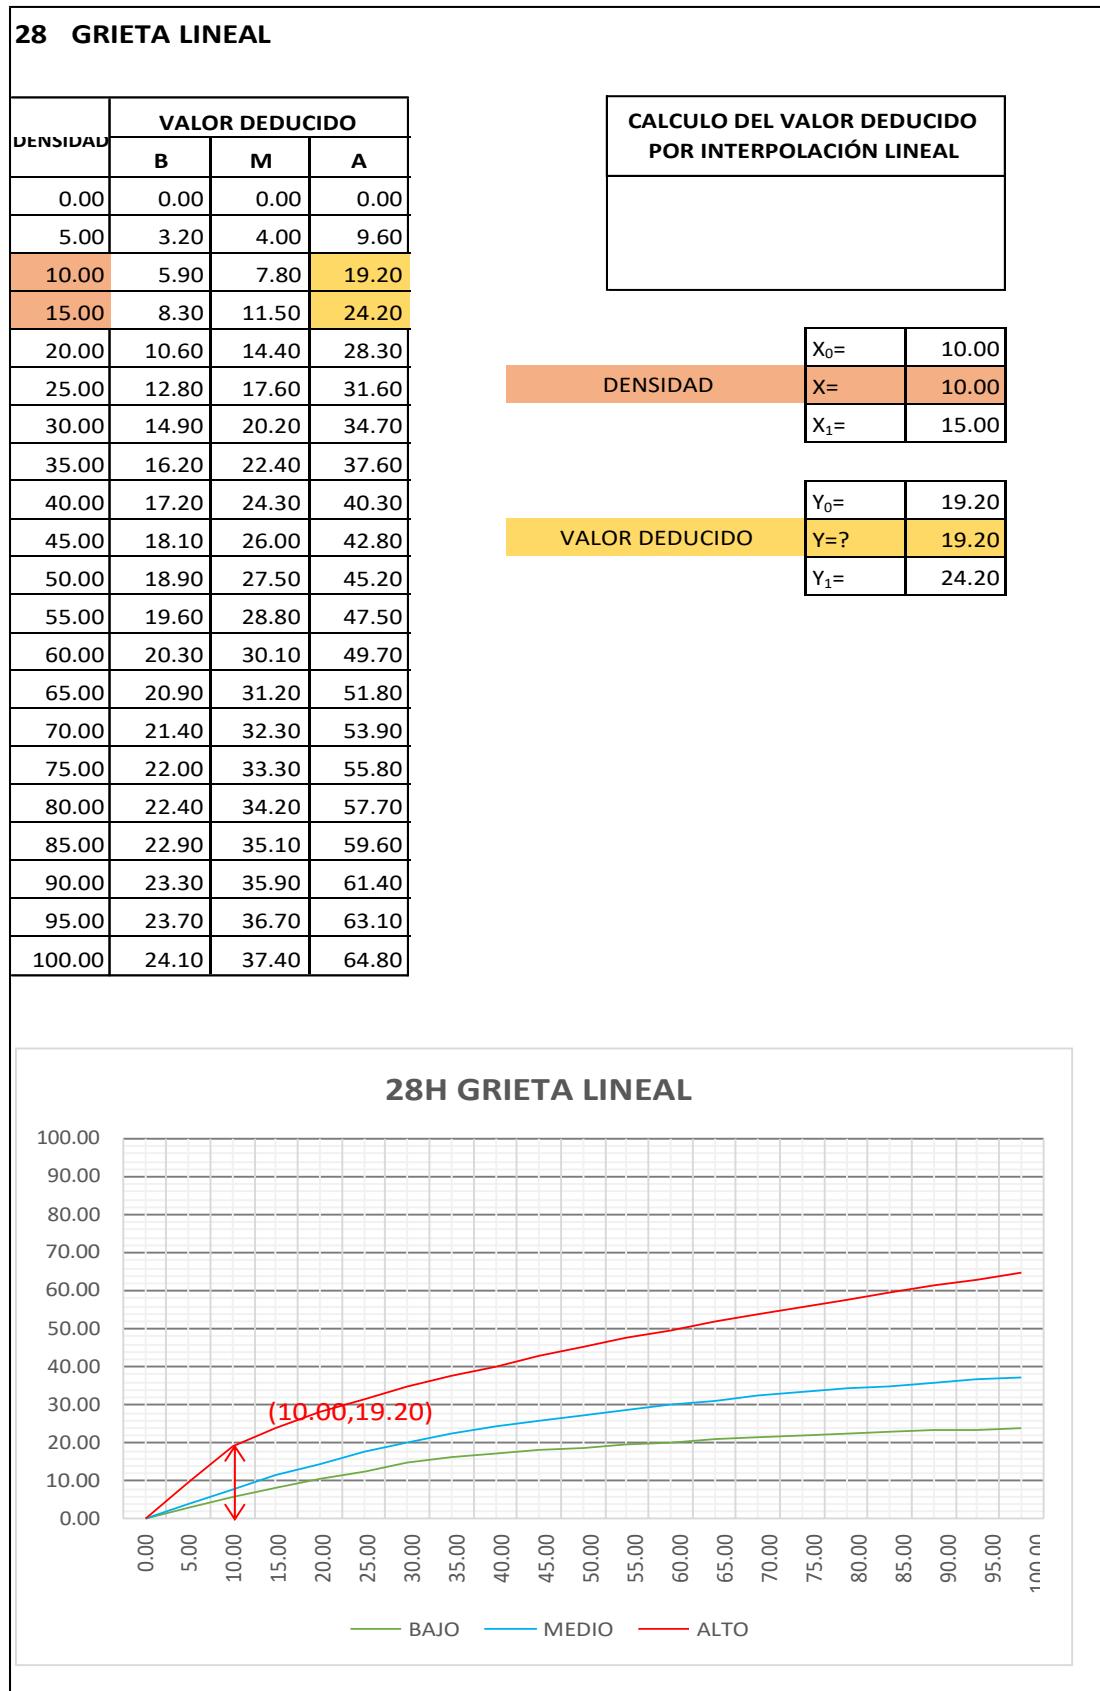 28 GRIETA LINEAL
DENSIDAD VALOR DEDUCIDO
B M A
0.00 0.00 0.00 0.00
5.00 3.20 4.00 9.60
10.00 5.90 7.80 19.20
15.00 8.30 11.50 24.20
20.00 10.60 14.40 28.30
25.00 12.80 17.60 31.60
30.00 14.90 20.20 34.70
35.00 16.20 22.40 37.60
40.00 17.20 24.30 40.30
45.00 18.10 26.00 42.80
50.00 18.90 27.50 45.20
55.00 19.60 28.80 47.50
60.00 20.30 30.10 49.70
65.00 20.90 31.20 51.80
70.00 21.40 32.30 53.90
75.00 22.00 33.30 55.80
80.00 22.40 34.20 57.70
85.00 22.90 35.10 59.60
90.00 23.30 35.90 61.40
95.00 23.70 36.70 63.10
100.00 24.10 37.40 64.80
CALCULO DEL VALOR DEDUCIDO
POR INTERPOLACIÓN LINEAL
X₀= 10.00
DENSIDAD X= 10.00
X₁= 15.00
Y₀= 19.20
VALOR DEDUCIDO Y=? 19.20
Y₁= 24.20
28H GRIETA LINEAL
100.00
90.00
80.00
70.00
60.00
50.00
40.00
30.00
20.00
10.00
0.00
(10.00,19.20)
0.00 5.00 10.00 15.00 20.00 25.00 30.00 35.00 40.00 45.00 50.00 55.00 60.00 65.00 70.00 75.00 80.00 85.00 90.00 95.00 100.00
BAJO MEDIO ALTO